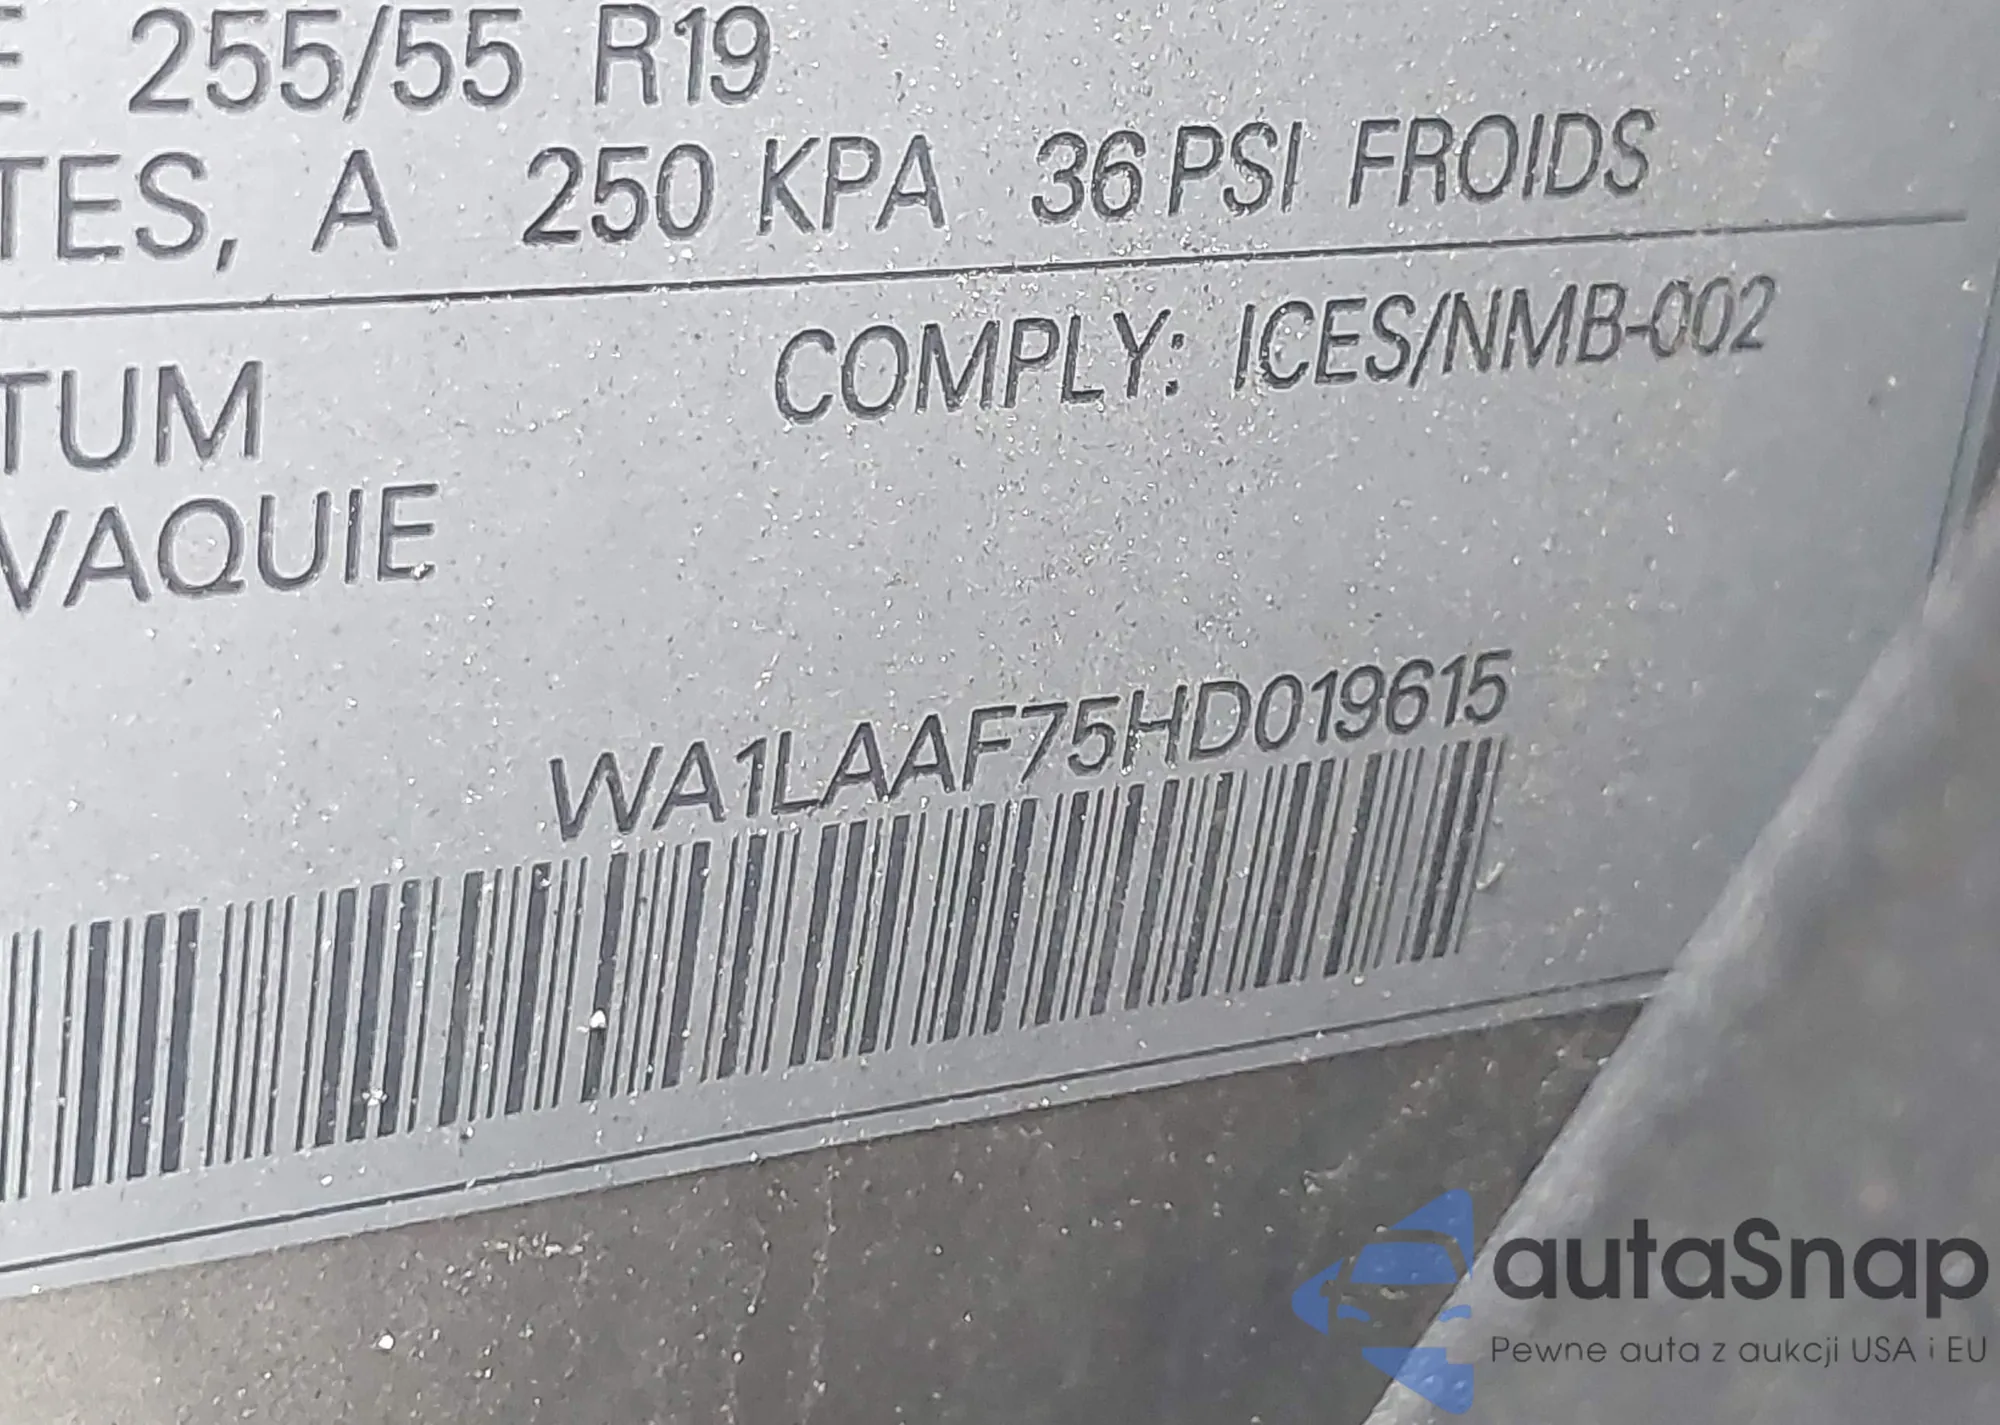 E 255/55 R19
TES, A 250 KPA 36 PSI FROIDS
COMPLY: ICES/NMB-002
TUM
VAQUIE
WA1LAAF75HD019615
autaSnap
Pewne auta z aukcji USA i EU